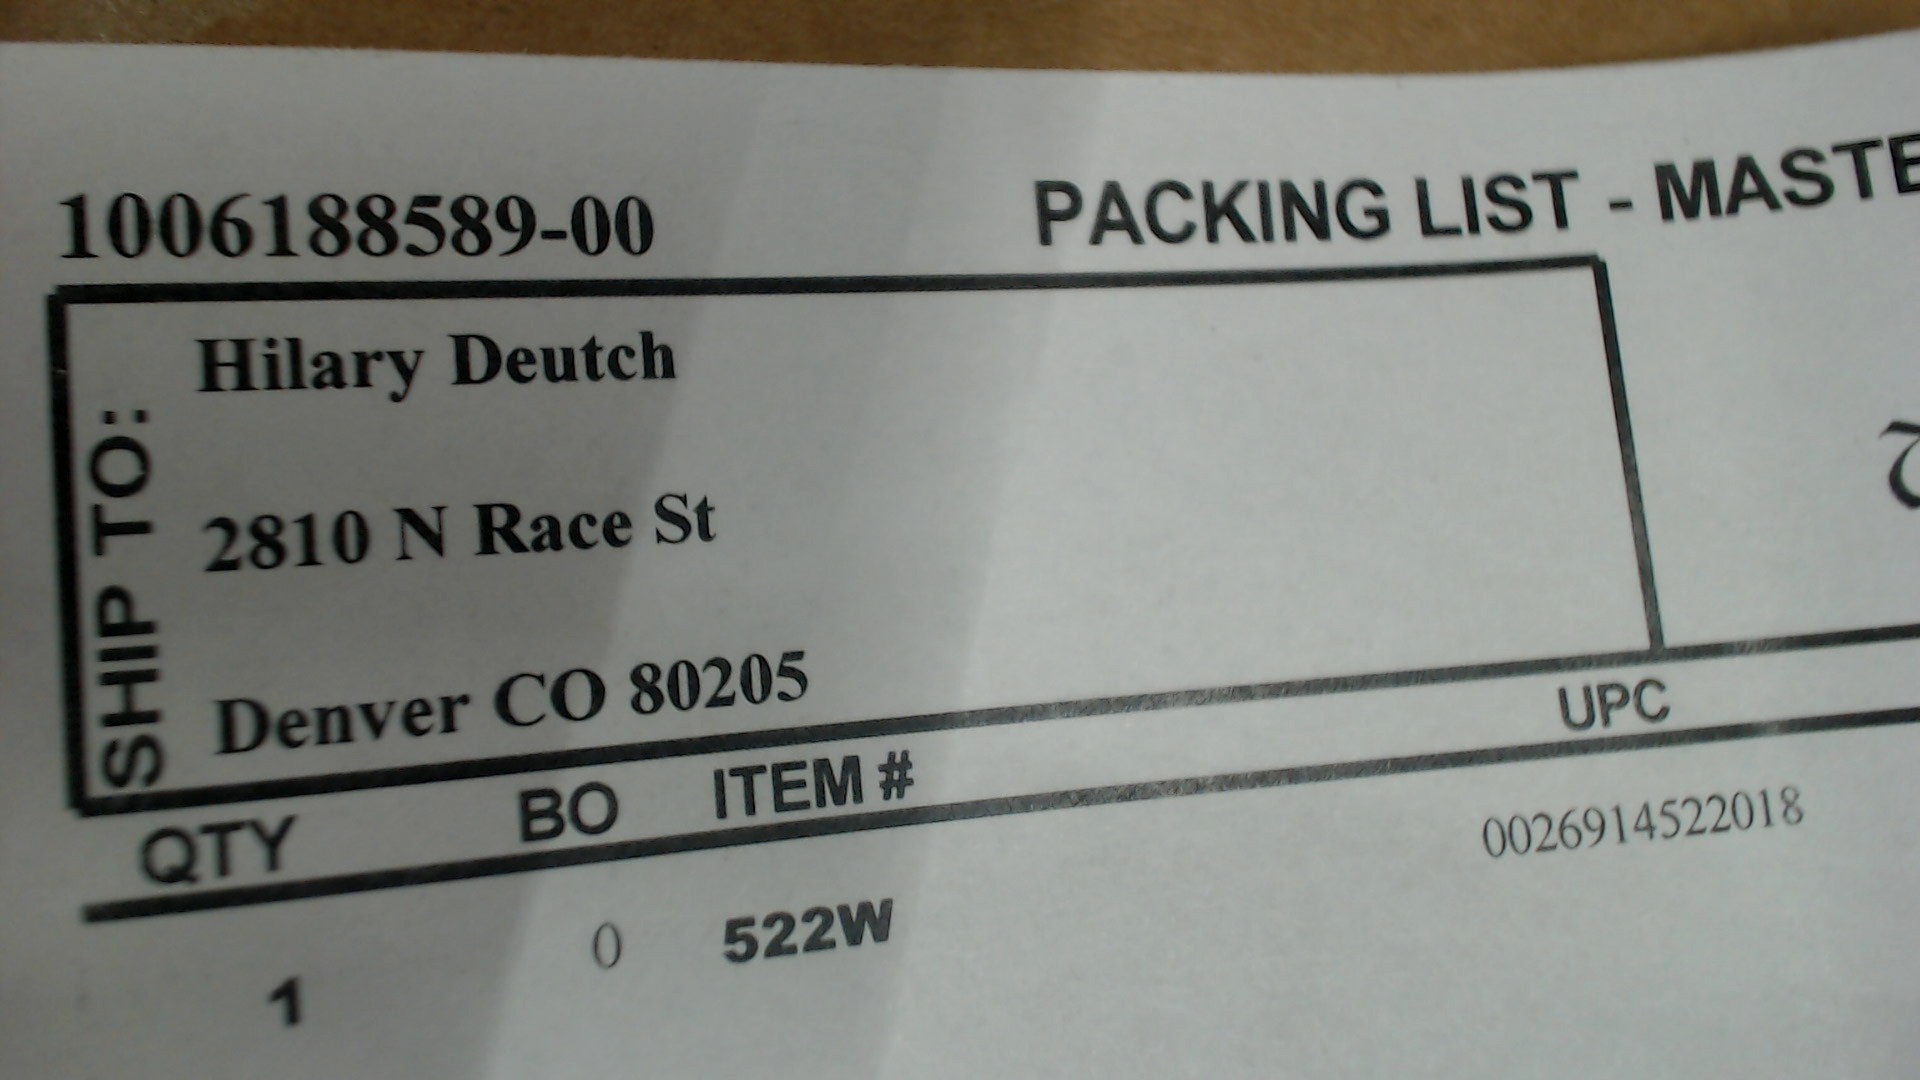 1006188589-00
PACKING LIST - MASTE
SHIP TO:
Hilary Deutch
2810 N Race St
Denver CO 80205
QTY BO ITEM # UPC
1 0 522W 0026914522018